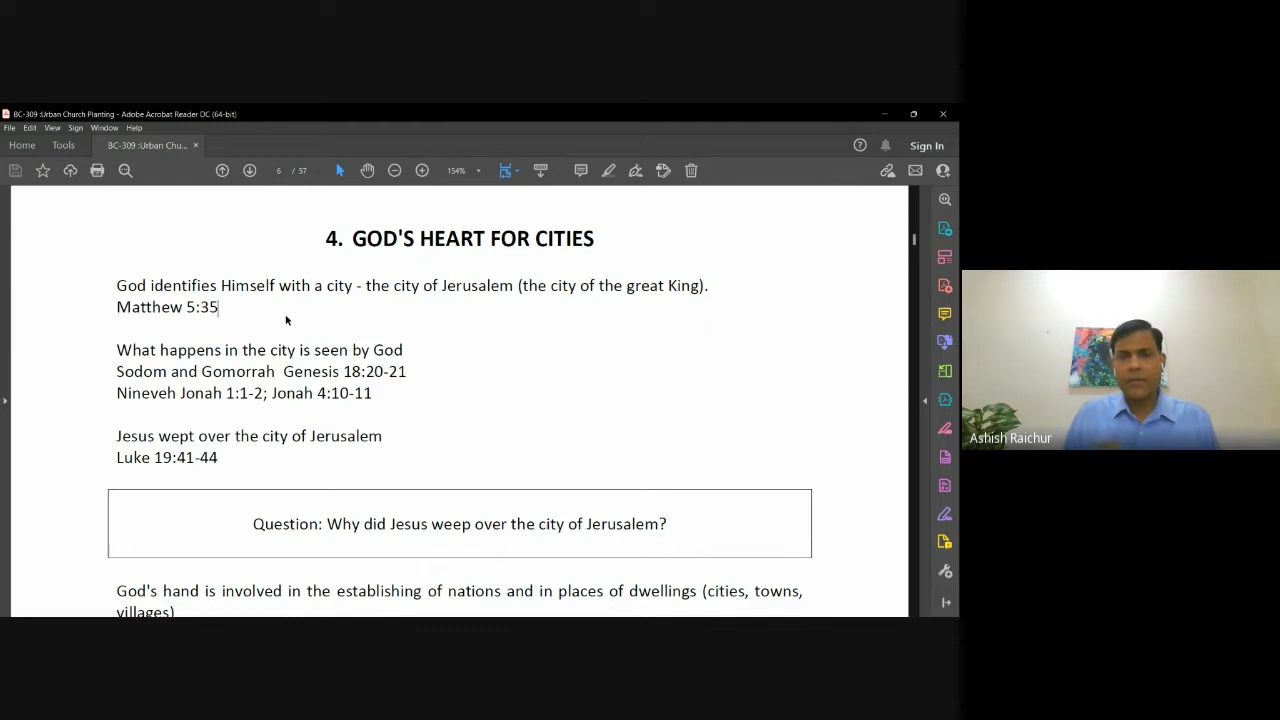 BC-309 :Urban Church Planting - Adobe Acrobat Reader DC (64-bit)
File Edit View Sign Window Help
Home Tools BC-309 :Urban Chu... × Sign In
6 / 57 154%
4. GOD'S HEART FOR CITIES
God identifies Himself with a city - the city of Jerusalem (the city of the great King).
Matthew 5:35
What happens in the city is seen by God
Sodom and Gomorrah Genesis 18:20-21
Nineveh Jonah 1:1-2; Jonah 4:10-11
Jesus wept over the city of Jerusalem
Luke 19:41-44
Question: Why did Jesus weep over the city of Jerusalem?
God's hand is involved in the establishing of nations and in places of dwellings (cities, towns,
villages)
Ashish Raichur